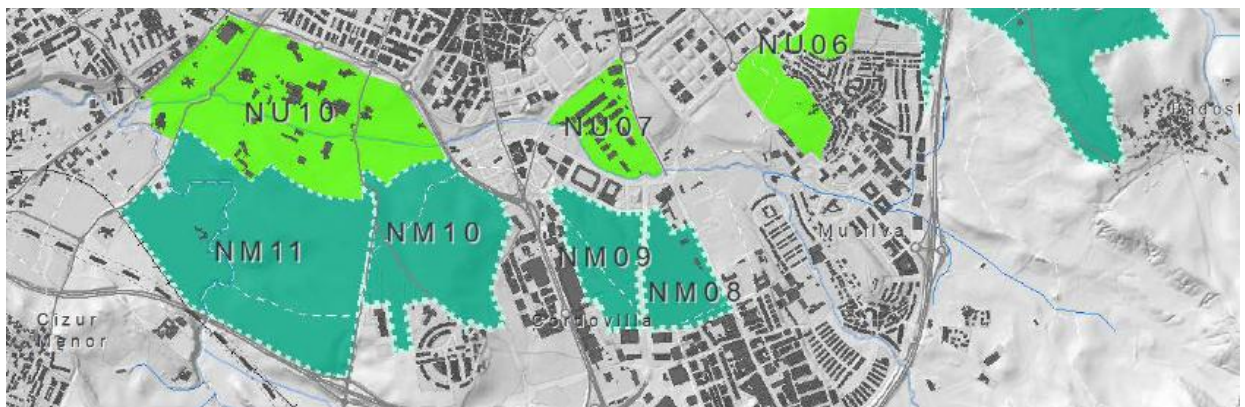 NU06
NU10
NU07
Mutilva
NM10
NM11
NM09
NM08
Cordovilla
Cizur
Menor